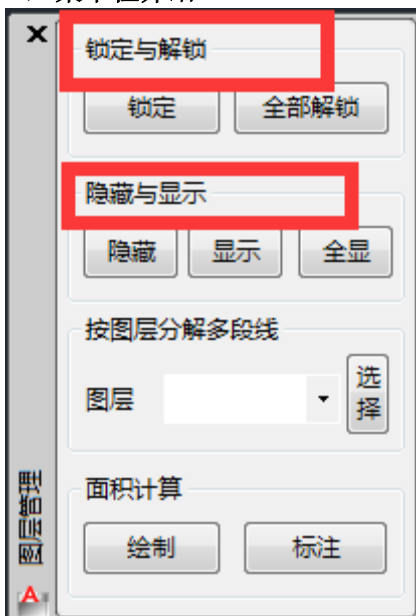 锁定与解锁
锁定 全部解锁
隐藏与显示
隐藏 显示 全显
按图层分解多段线
图层 选择
面积计算
绘制 标注
图层管理